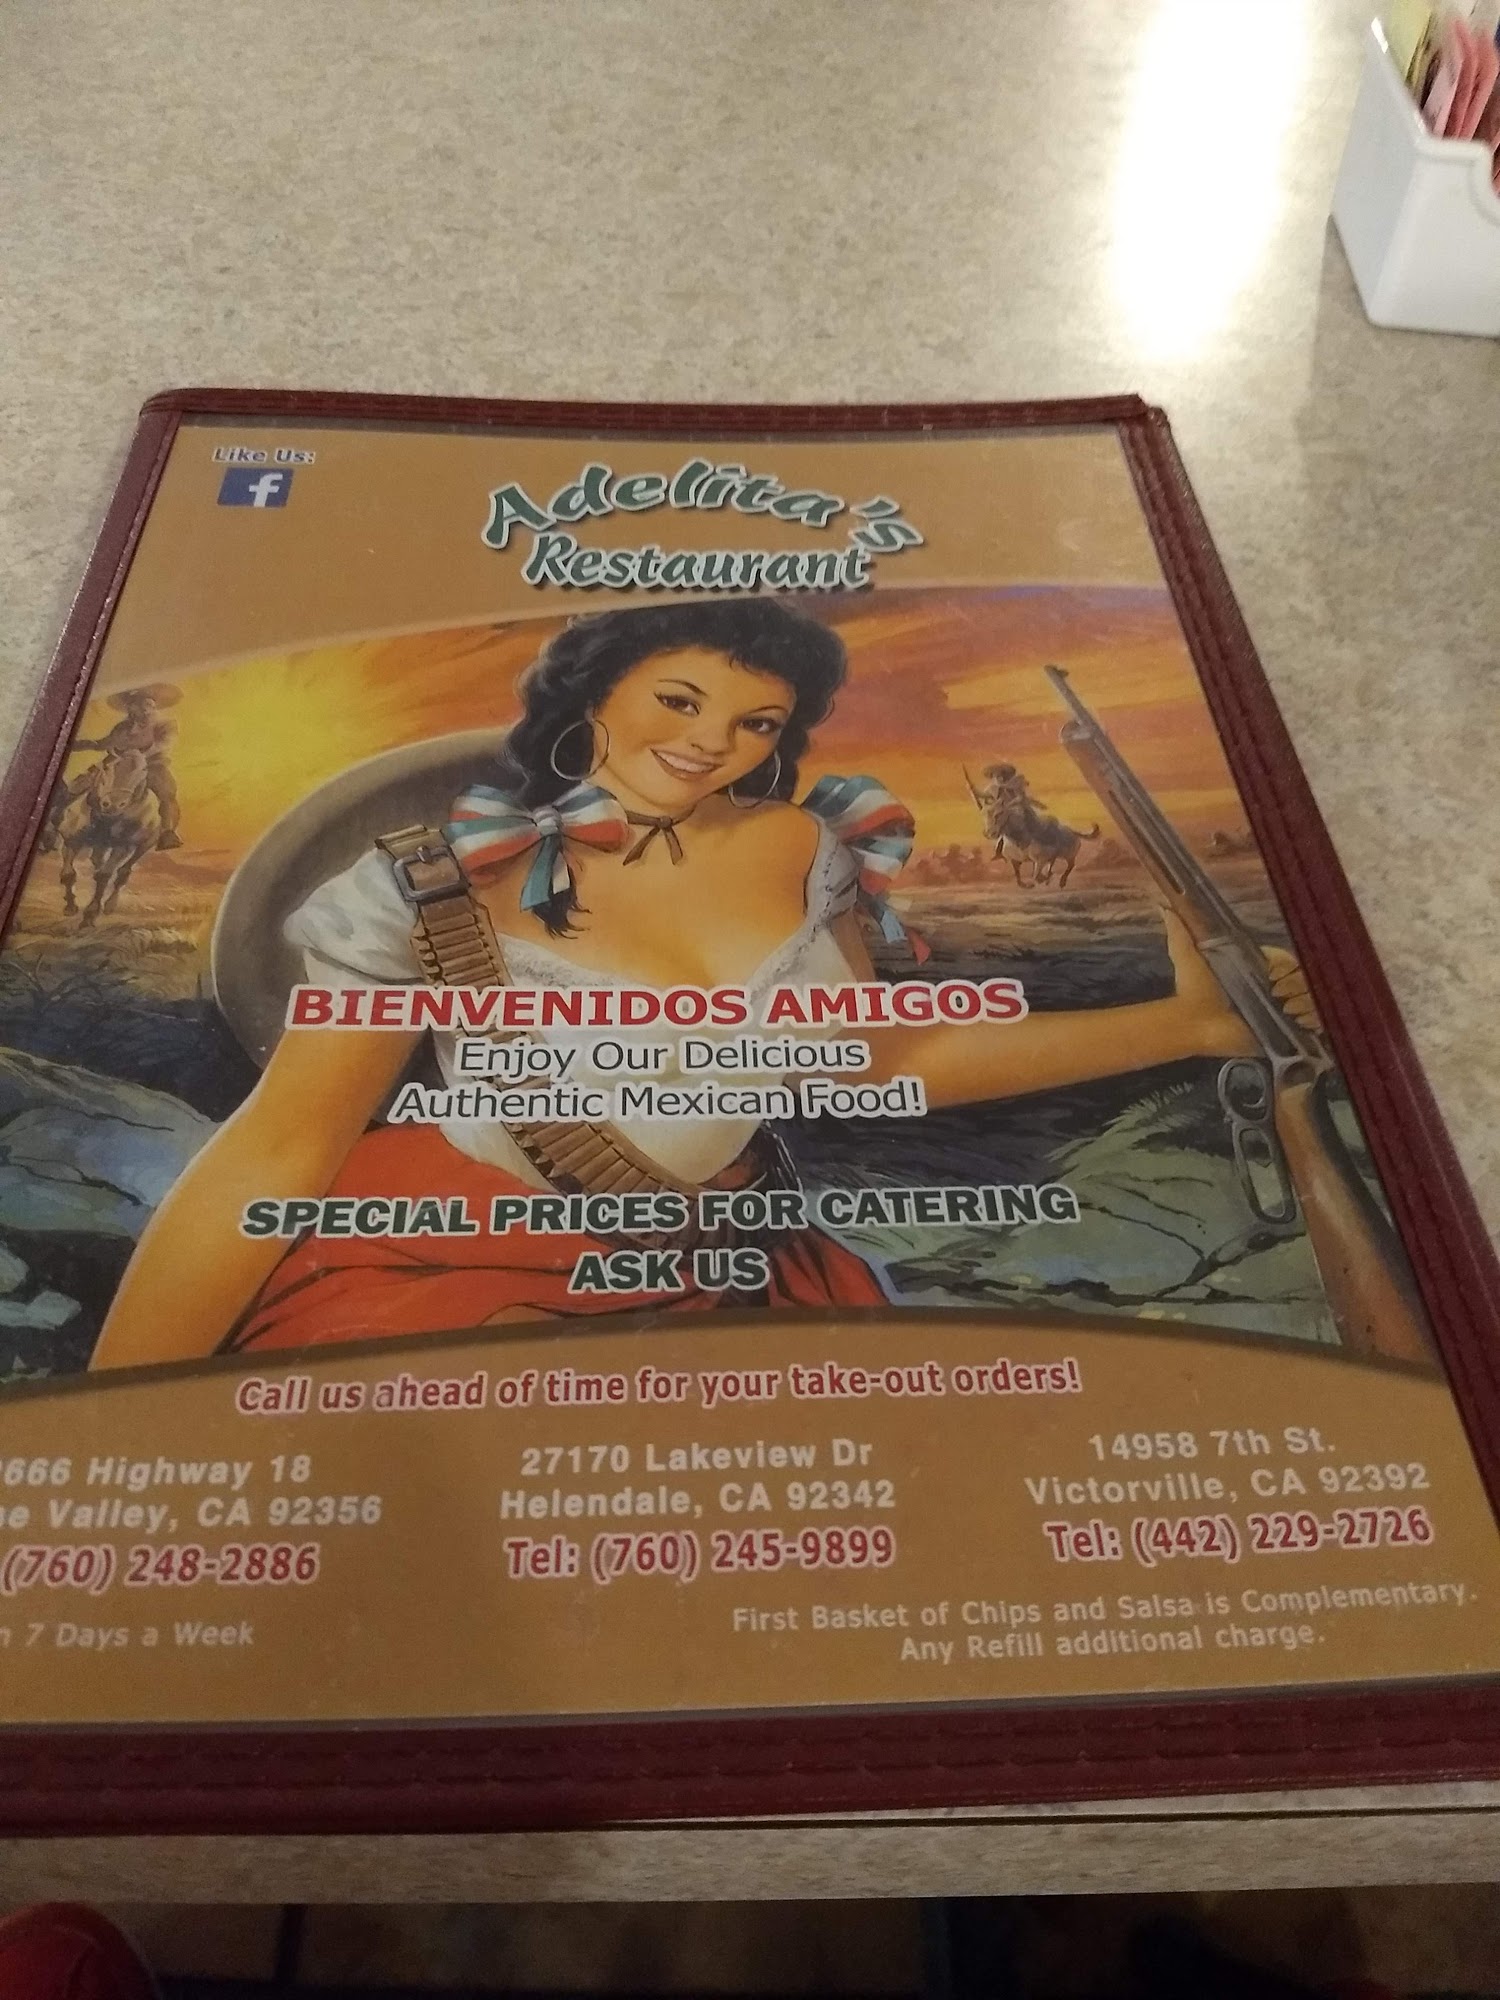 Like Us:
f
Adelita's
Restaurant
BIENVENIDOS AMIGOS
Enjoy Our Delicious
Authentic Mexican Food!
SPECIAL PRICES FOR CATERING
ASK US
Call us ahead of time for your take-out orders!
666 Highway 18
Valley, CA 92356
(760) 248-2886
7 Days a Week
27170 Lakeview Dr
Helendale, CA 92342
Tel: (760) 245-9899
14958 7th St.
Victorville, CA 92392
Tel: (442) 229-2726
First Basket of Chips and Salsa is Complementary.
Any Refill additional charge.